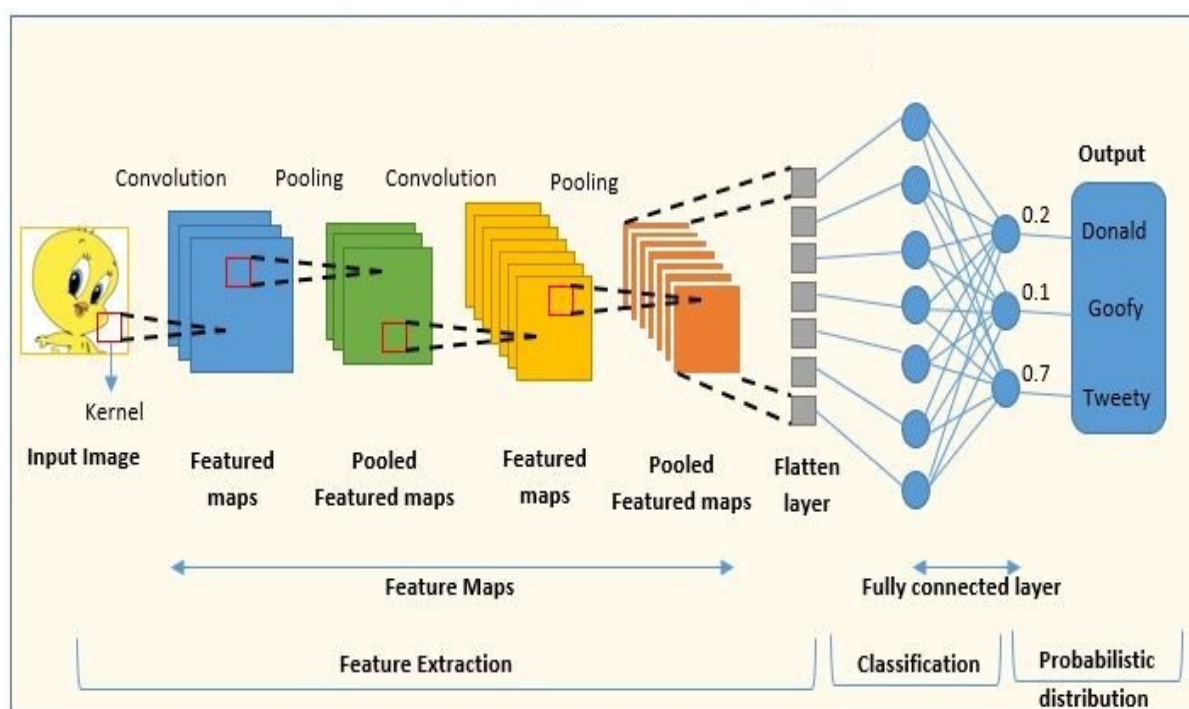 Convolution
Pooling
Convolution
Pooling
Output
0.2
Donald
0.1
Goofy
0.7
Tweety
Kernel
Input Image
Featured
maps
Pooled
Featured maps
Featured
maps
Pooled
Featured maps
Flatten
layer
Feature Maps
Fully connected layer
Feature Extraction
Classification
Probabilistic
distribution